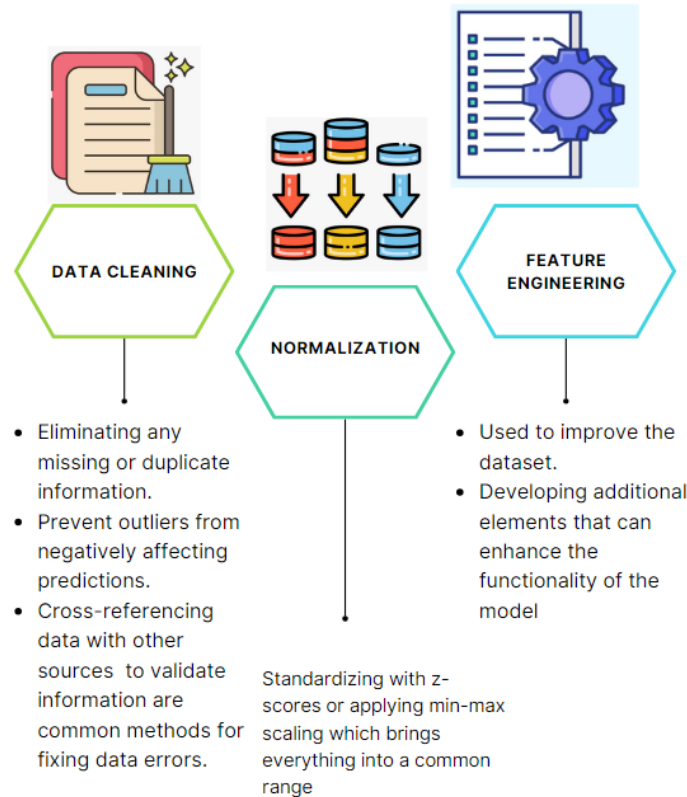 DATA CLEANING
• Eliminating any
missing or duplicate
information.
• Prevent outliers from
negatively affecting
predictions.
• Cross-referencing
data with other
sources  to validate
information are
common methods for
fixing data errors.
NORMALIZATION
Standardizing with z-
scores or applying min-max
scaling which brings
everything into a common
range
FEATURE
ENGINEERING
• Used to improve the
dataset.
• Developing additional
elements that can
enhance the
functionality of the
model